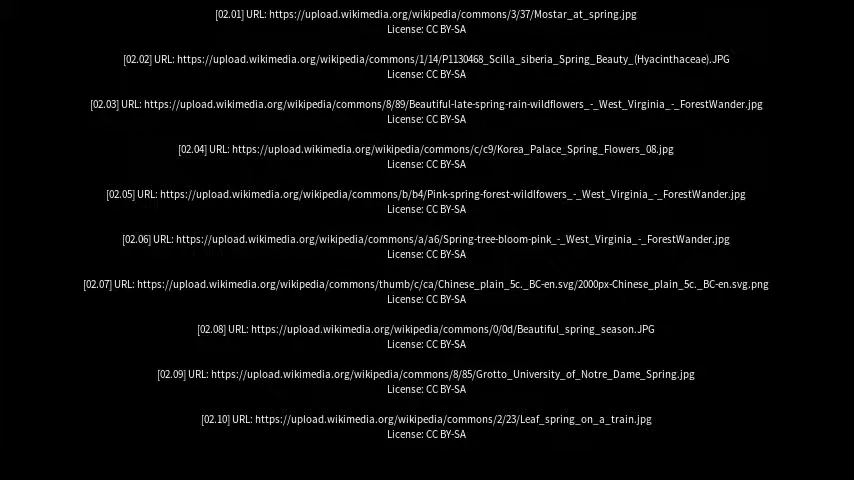 [02.01] URL: https://upload.wikimedia.org/wikipedia/commons/3/37/Mostar_at_spring.jpg
License: CC BY-SA
[02.02] URL: https://upload.wikimedia.org/wikipedia/commons/1/14/P1130468_Scilla_siberia_Spring_Beauty_(Hyacinthaceae).JPG
License: CC BY-SA
[02.03] URL: https://upload.wikimedia.org/wikipedia/commons/8/89/Beautiful-late-spring-rain-wildflowers_-_West_Virginia_-_ForestWander.jpg
License: CC BY-SA
[02.04] URL: https://upload.wikimedia.org/wikipedia/commons/c/c9/Korea_Palace_Spring_Flowers_08.jpg
License: CC BY-SA
[02.05] URL: https://upload.wikimedia.org/wikipedia/commons/b/b4/Pink-spring-forest-wildlfowers_-_West_Virginia_-_ForestWander.jpg
License: CC BY-SA
[02.06] URL: https://upload.wikimedia.org/wikipedia/commons/a/a6/Spring-tree-bloom-pink_-_West_Virginia_-_ForestWander.jpg
License: CC BY-SA
[02.07] URL: https://upload.wikimedia.org/wikipedia/commons/thumb/c/ca/Chinese_plain_5c._BC-en.svg/2000px-Chinese_plain_5c._BC-en.svg.png
License: CC BY-SA
[02.08] URL: https://upload.wikimedia.org/wikipedia/commons/0/0d/Beautiful_spring_season.JPG
License: CC BY-SA
[02.09] URL: https://upload.wikimedia.org/wikipedia/commons/8/85/Grotto_University_of_Notre_Dame_Spring.jpg
License: CC BY-SA
[02.10] URL: https://upload.wikimedia.org/wikipedia/commons/2/23/Leaf_spring_on_a_train.jpg
License: CC BY-SA